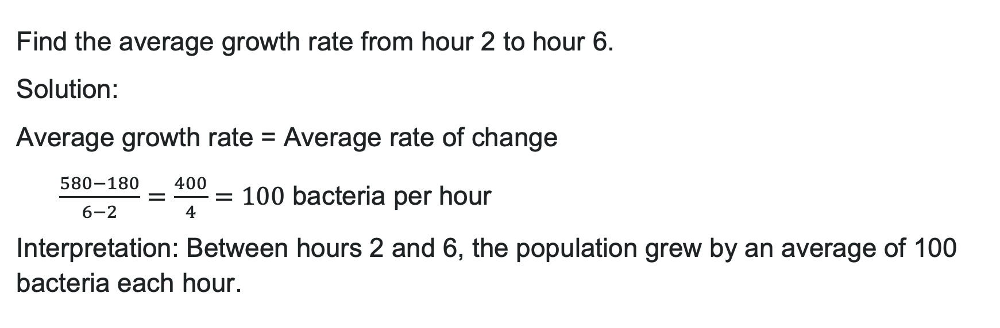 Find the average growth rate from hour 2 to hour 6.
Solution:
Average growth rate = Average rate of change
\frac{580−180}{6−2} = \frac{400}{4} = 100 bacteria per hour
Interpretation: Between hours 2 and 6, the population grew by an average of 100
bacteria each hour.